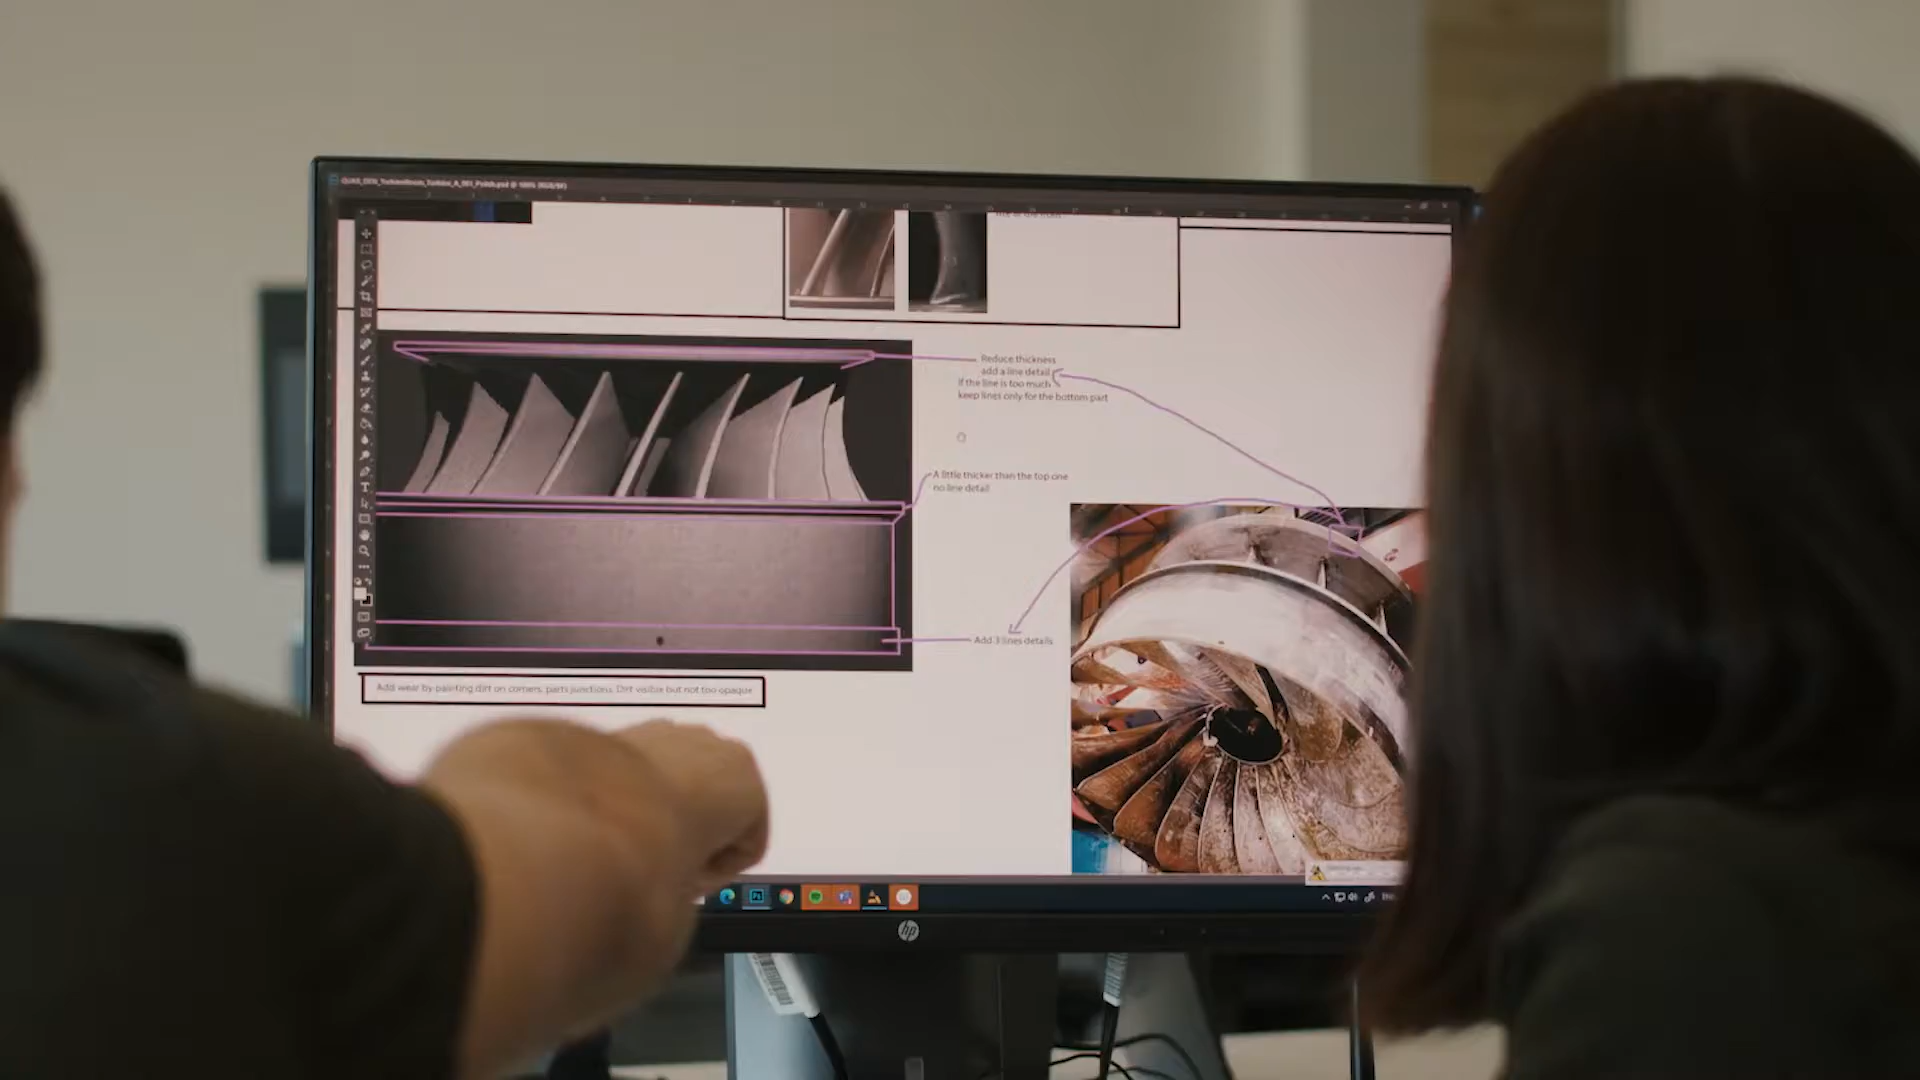 Reduce thickness
add a line detail
If the line is too much
keep lines only for the bottom part
A little thicker than the top one
no line detail
Add 3 lines details
Add wear by painting dirt on corners, parts junctions. Dirt visible but not too opaque
hp